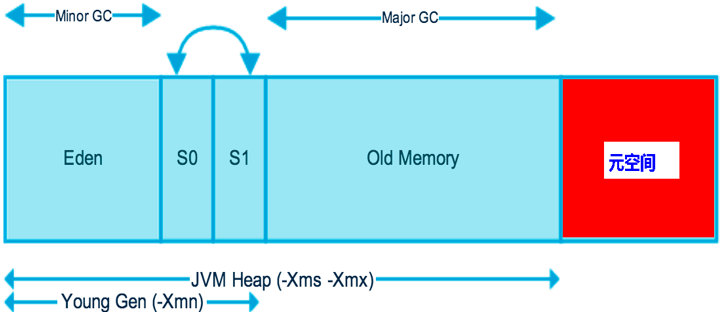 Minor GC
Major GC
Eden
S0
S1
Old Memory
元空间
JVM Heap (-Xms -Xmx)
Young Gen (-Xmn)